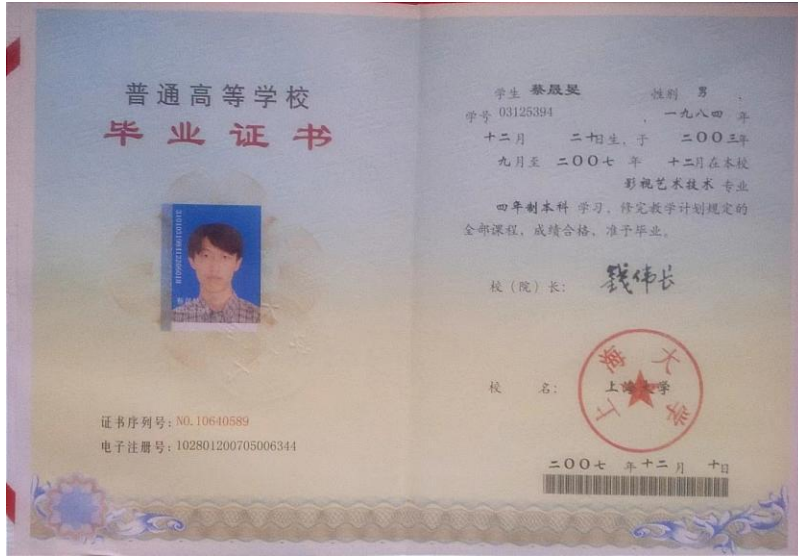 普通高等学校
毕业证书
证书序列号: NO.10640589
电子注册号: 102801200705006344
学生 蔡晟旻 性别 男 、
学号 03125394 , 一九八四 年
十二月 二十日生、于 二〇〇三年
九月至 二〇〇七 年 十二月在本校
影视艺术技术 专业
四年制本科 学习，修完教学计划规定的
全部课程，成绩合格，准予毕业。
校（院）长: 钱伟长
校 名: 上海大学
上海大学
二〇〇七 年十二月 十日